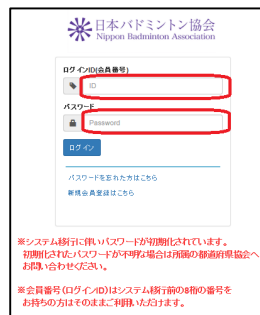 日本バドミントン協会
Nippon Badminton Association
ログインID(会員番号)
ID
パスワード
Password
ログイン
パスワードを忘れた方はこちら
新規会員登録はこちら
※システム移行に伴いパスワードが初期化されています。
初期化されたパスワードが不明な場合は所属の都道府県協会へ
お問い合わせください。
※会員番号(ログインID)はシステム移行前の8桁の番号を
お持ちの方はそのままご利用いただけます。